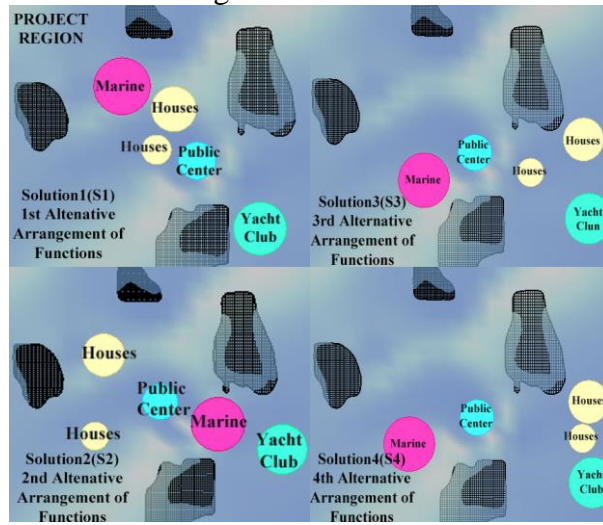 PROJECT
REGION
Marine
Houses
Houses
Public
Center
Yacht
Club
Solution1(S1)
1st Altenative
Arrangement of
Functions
Public
Center
Houses
Houses
Marine
Yacht
Clun
Solution3(S3)
3rd Alternative
Arrangement of
Functions
Houses
Public
Center
Marine
Houses
Yacht
Club
Solution2(S2)
2nd Altenative
Arrangement of
Functions
Houses
Public
Center
Houses
Marine
Yacht
Club
Solution4(S4)
4th Alternative
Arrangement of
Functions